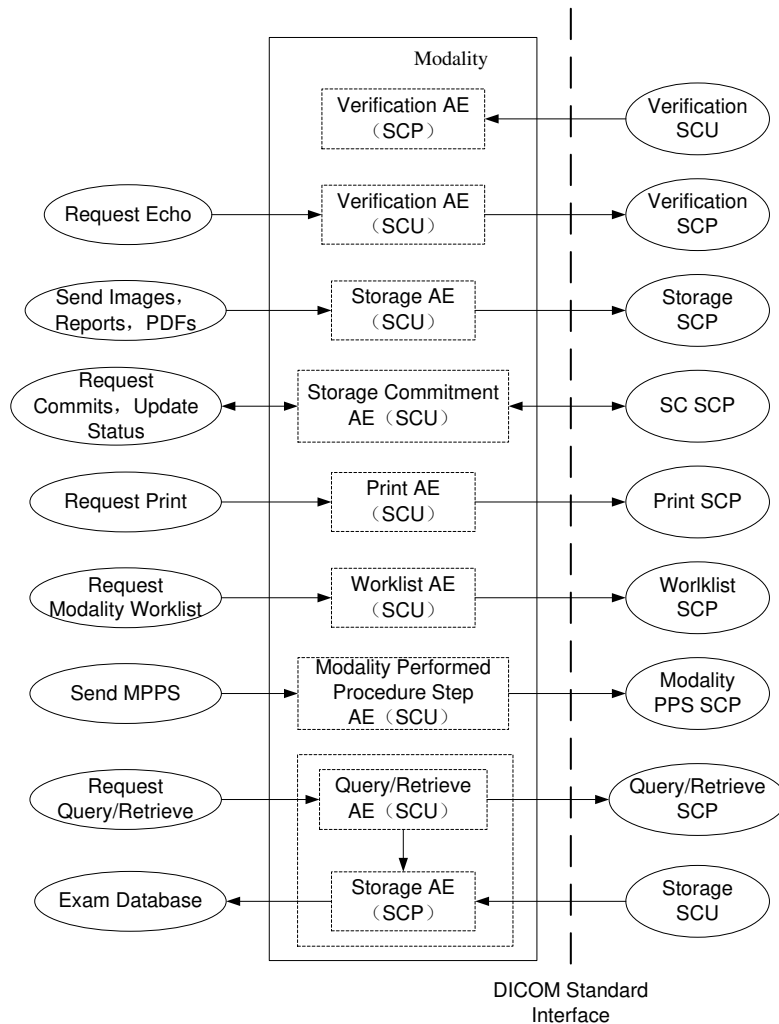 Modality
Verification AE
（SCP）
Verification
SCU
Request Echo
Verification AE
（SCU）
Verification
SCP
Send Images，
Reports，PDFs
Storage AE
（SCU）
Storage
SCP
Request
Commits，Update
Status
Storage Commitment
AE（SCU）
SC SCP
Request Print
Print AE
（SCU）
Print SCP
Request
Modality Worklist
Worklist AE
（SCU）
Worlklist
SCP
Send MPPS
Modality Performed
Procedure Step
AE（SCU）
Modality
PPS SCP
Request
Query/Retrieve
Query/Retrieve
AE（SCU）
Query/Retrieve
SCP
Exam Database
Storage AE
（SCP）
Storage
SCU
DICOM Standard
Interface